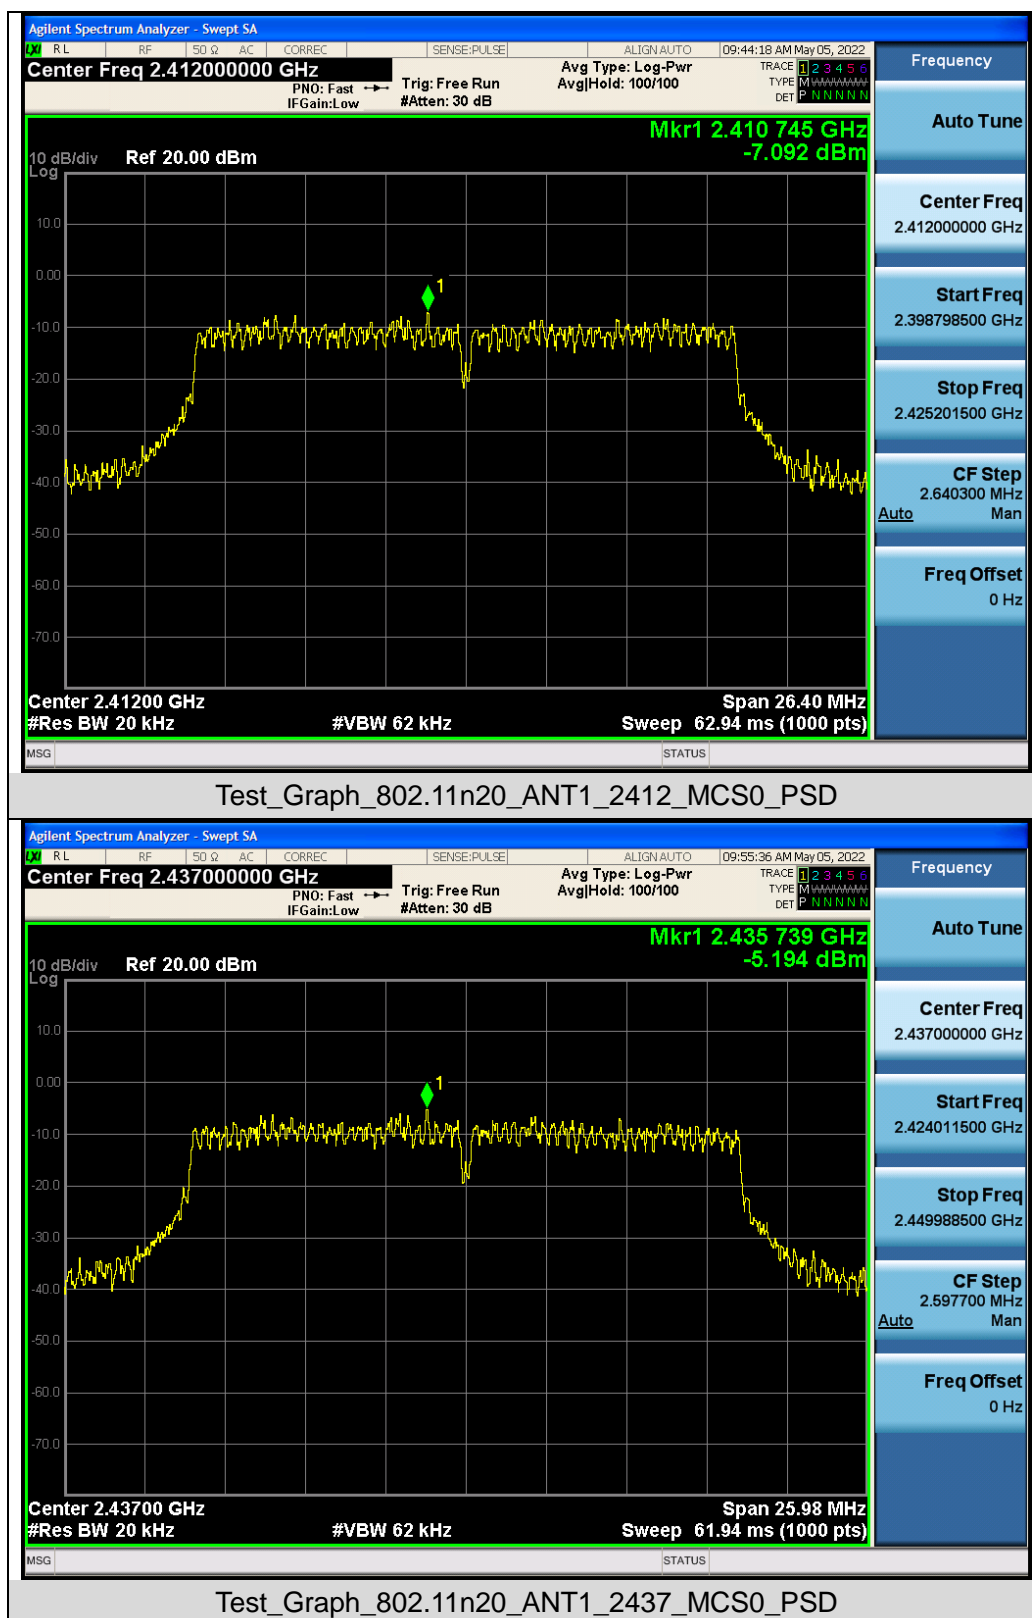 Agilent Spectrum Analyzer - Swept SA
LXI RL RF 50 Ω AC CORREC SENSE:PULSE ALIGN AUTO 09:44:18 AM May 05, 2022
Center Freq 2.412000000 GHz
PNO: Fast
IFGain:Low
Trig: Free Run
#Atten: 30 dB
Avg Type: Log-Pwr
Avg|Hold: 100/100
TRACE 1 2 3 4 5 6
TYPE M WWWWW
DET P N N N N N
Mkr1 2.410 745 GHz
-7.092 dBm
10 dB/div Ref 20.00 dBm
Log
10.0
0.00
1
-10.0
-20.0
-30.0
-40.0
-50.0
-60.0
-70.0
Center 2.41200 GHz Span 26.40 MHz
#Res BW 20 kHz #VBW 62 kHz Sweep 62.94 ms (1000 pts)
MSG STATUS
Frequency
Auto Tune
Center Freq
2.412000000 GHz
Start Freq
2.398798500 GHz
Stop Freq
2.425201500 GHz
CF Step
2.640300 MHz
Auto Man
Freq Offset
0 Hz
Test_Graph_802.11n20_ANT1_2412_MCS0_PSD
Agilent Spectrum Analyzer - Swept SA
LXI RL RF 50 Ω AC CORREC SENSE:PULSE ALIGN AUTO 09:55:36 AM May 05, 2022
Center Freq 2.437000000 GHz
PNO: Fast
IFGain:Low
Trig: Free Run
#Atten: 30 dB
Avg Type: Log-Pwr
Avg|Hold: 100/100
TRACE 1 2 3 4 5 6
TYPE M WWWWW
DET P N N N N N
Mkr1 2.435 739 GHz
-5.194 dBm
10 dB/div Ref 20.00 dBm
Log
10.0
0.00
1
-10.0
-20.0
-30.0
-40.0
-50.0
-60.0
-70.0
Center 2.43700 GHz Span 25.98 MHz
#Res BW 20 kHz #VBW 62 kHz Sweep 61.94 ms (1000 pts)
MSG STATUS
Frequency
Auto Tune
Center Freq
2.437000000 GHz
Start Freq
2.424011500 GHz
Stop Freq
2.449988500 GHz
CF Step
2.597700 MHz
Auto Man
Freq Offset
0 Hz
Test_Graph_802.11n20_ANT1_2437_MCS0_PSD